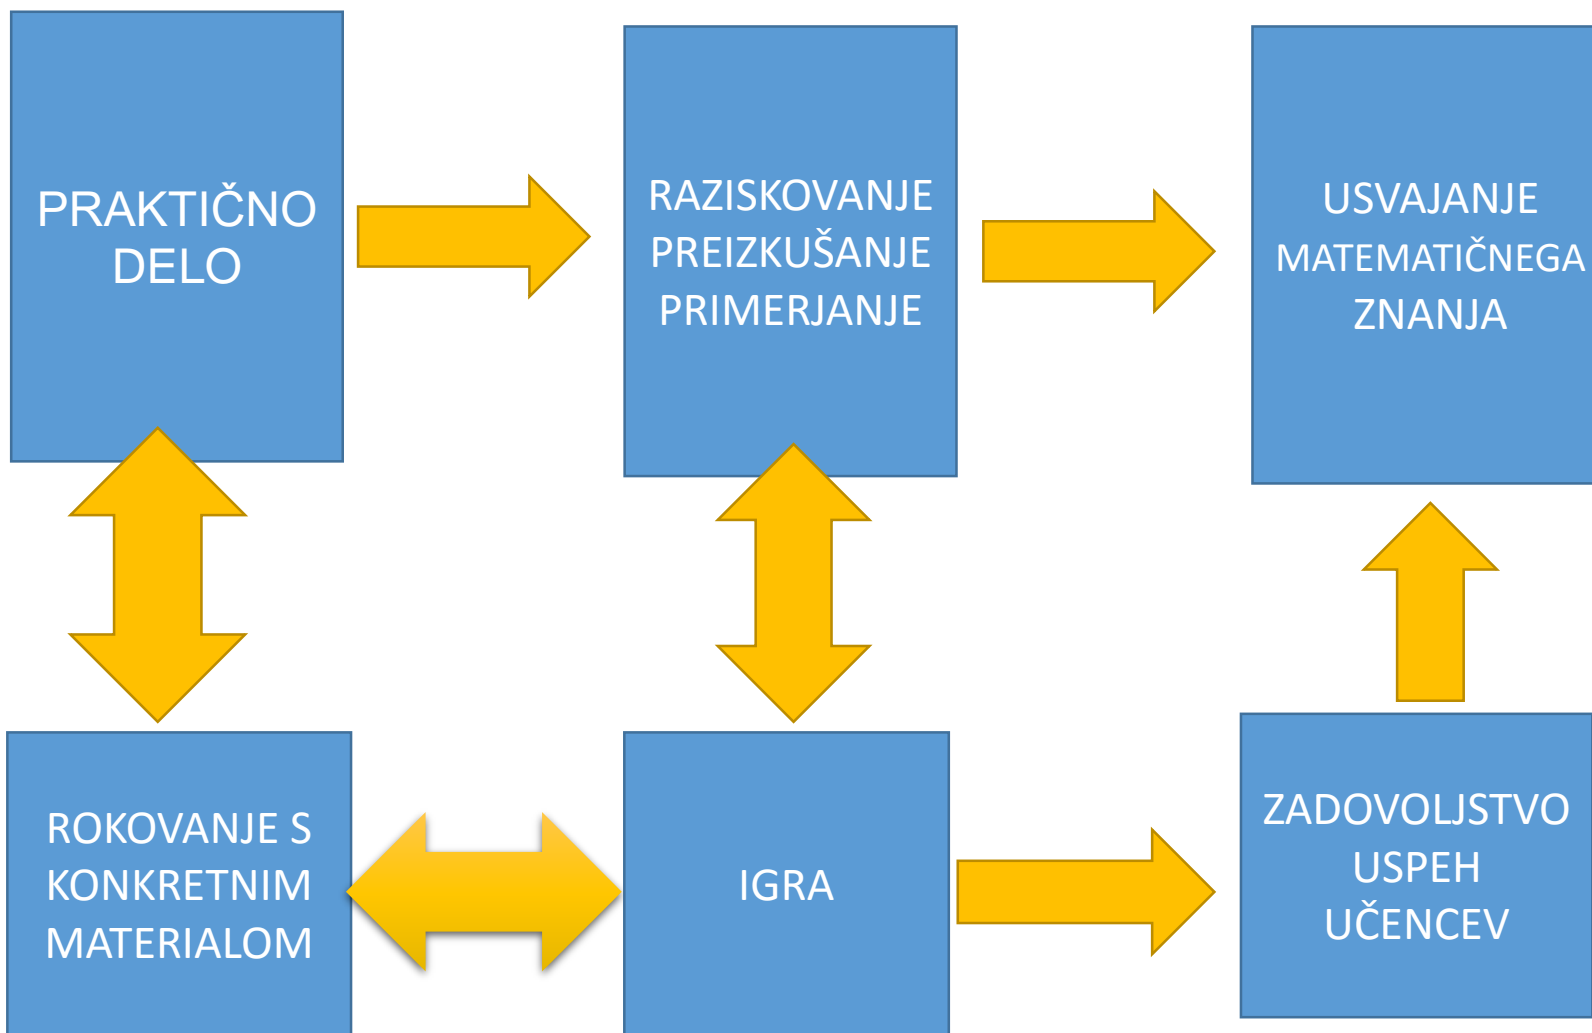 PRAKTIČNO
DELO
RAZISKOVANJE
PREIZKUŠANJE
PRIMERJANJE
USVAJANJE
MATEMATIČNEGA
ZNANJA
ROKOVANJE S
KONKRETNIM
MATERIALOM
IGRA
ZADOVOLJSTVO
USPEH
UČENCEV